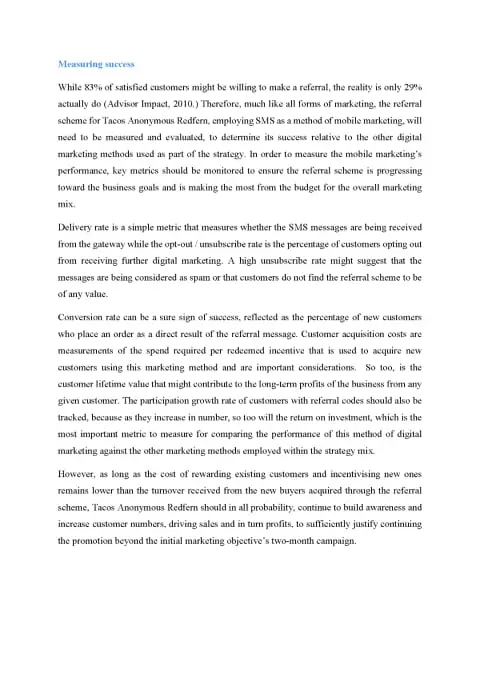 Measuring success
While 83% of satisfied customers might be willing to make a referral, the reality is only 29%
actually do (Advisor Impact, 2010.) Therefore, much like all forms of marketing, the referral
scheme for Tacos Anonymous Redfern, employing SMS as a method of mobile marketing, will
need to be measured and evaluated, to determine its success relative to the other digital
marketing methods used as part of the strategy. In order to measure the mobile marketing's
performance, key metrics should be monitored to ensure the referral scheme is progressing
toward the business goals and is making the most from the budget for the overall marketing
mix.
Delivery rate is a simple metric that measures whether the SMS messages are being received
from the gateway while the opt-out / unsubscribe rate is the percentage of customers opting out
from receiving further digital marketing. A high unsubscribe rate might suggest that the
messages are being considered as spam or that customers do not find the referral scheme to be
of any value.
Conversion rate can be a sure sign of success, reflected as the percentage of new customers
who place an order as a direct result of the referral message. Customer acquisition costs are
measurements of the spend required per redeemed incentive that is used to acquire new
customers using this marketing method and are important considerations. So too, is the
customer lifetime value that might contribute to the long-term profits of the business from any
given customer. The participation growth rate of customers with referral codes should also be
tracked, because as they increase in number, so too will the return on investment, which is the
most important metric to measure for comparing the performance of this method of digital
marketing against the other marketing methods employed within the strategy mix.
However, as long as the cost of rewarding existing customers and incentivising new ones
remains lower than the turnover received from the new buyers acquired through the referral
scheme, Tacos Anonymous Redfern should in all probability, continue to build awareness and
increase customer numbers, driving sales and in turn profits, to sufficiently justify continuing
the promotion beyond the initial marketing objective's two-month campaign.